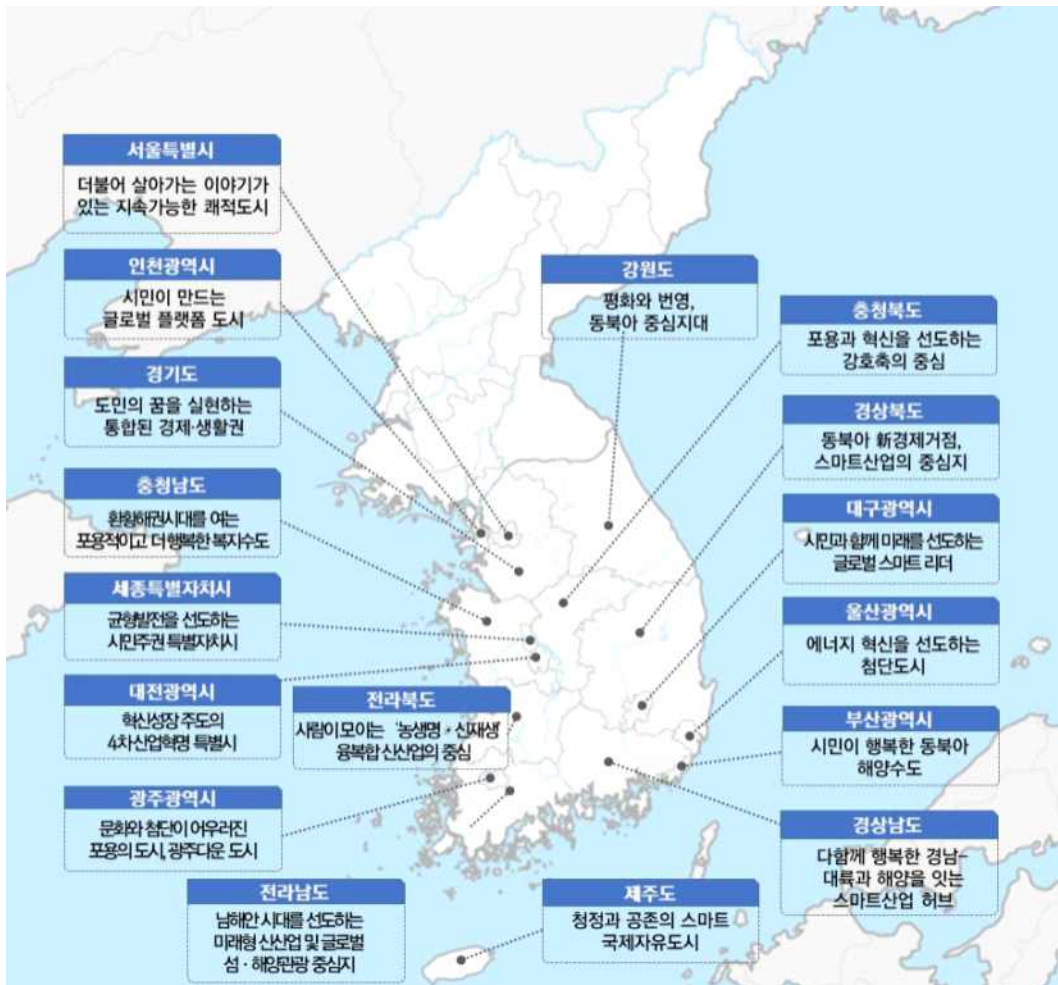 서울특별시
더불어 살아가는 이야기가
있는 지속가능한 쾌적도시
인천광역시
시민이 만드는
글로벌 플랫폼 도시
경기도
도민의 꿈을 실현하는
통합된 경제·생활권
충청남도
환황해권시대를 여는
포용적이고 더 행복한 복지수도
세종특별자치시
균형발전을 선도하는
시민주권 특별자치시
대전광역시
혁신성장 주도의
4차산업혁명 특별시
전라북도
사람이 모이는 '농생명·신재생'
융복합 신산업의 중심
광주광역시
문화와 첨단이 어우러진
포용의 도시, 광주다운 도시
전라남도
남해안 시대를 선도하는
미래형 신산업 및 글로벌
섬·해양관광 중심지
제주도
청정과 공존의 스마트
국제자유도시
강원도
평화와 번영,
동북아 중심지대
충청북도
포용과 혁신을 선도하는
강호축의 중심
경상북도
동북아 新경제거점,
스마트산업의 중심지
대구광역시
시민과 함께 미래를 선도하는
글로벌 스마트 리더
울산광역시
에너지 혁신을 선도하는
첨단도시
부산광역시
시민이 행복한 동북아
해양수도
경상남도
다함께 행복한 경남-
대륙과 해양을 잇는
스마트산업 허브